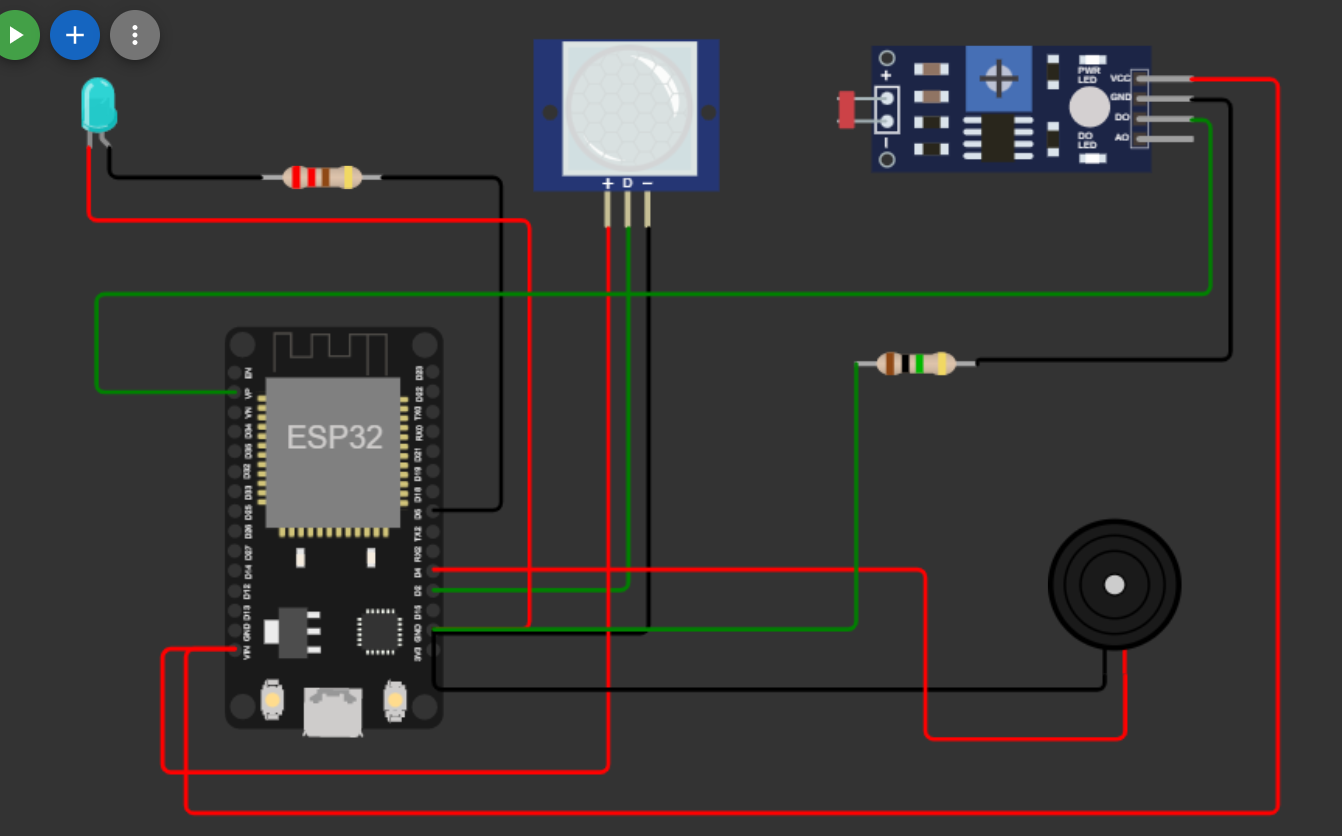 + D −
+
−
PWR
LED
DO
LED
VCC
GND
DO
AO
ESP32
EN
VP
VN
D34
D35
D32
D33
D25
D26
D27
D14
D12
D13
GND
VIN
D23
D22
TX0
RX0
D21
D19
D18
D5
TX2
RX2
D4
D2
D15
GND
3V3